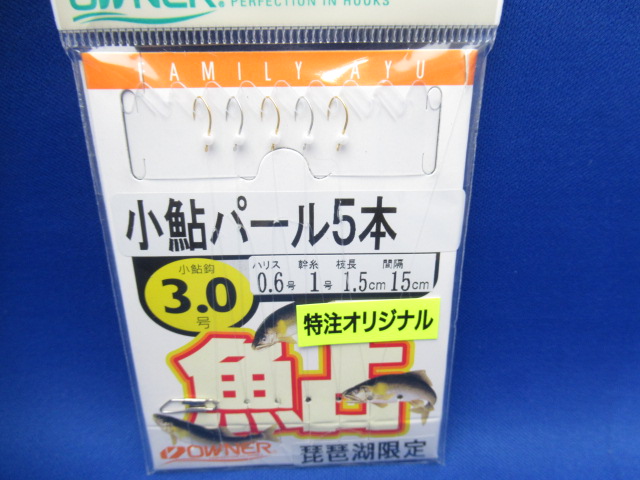 OWNER®
PERFECTION IN HOOKS
FAMILY AYU
小鮎パール5本
小鮎鈎
3.0号
ハリス 幹糸 枝長 間隔
0.6号 1号 1.5cm 15cm
特注オリジナル
鮎
OWNER 琵琶湖限定